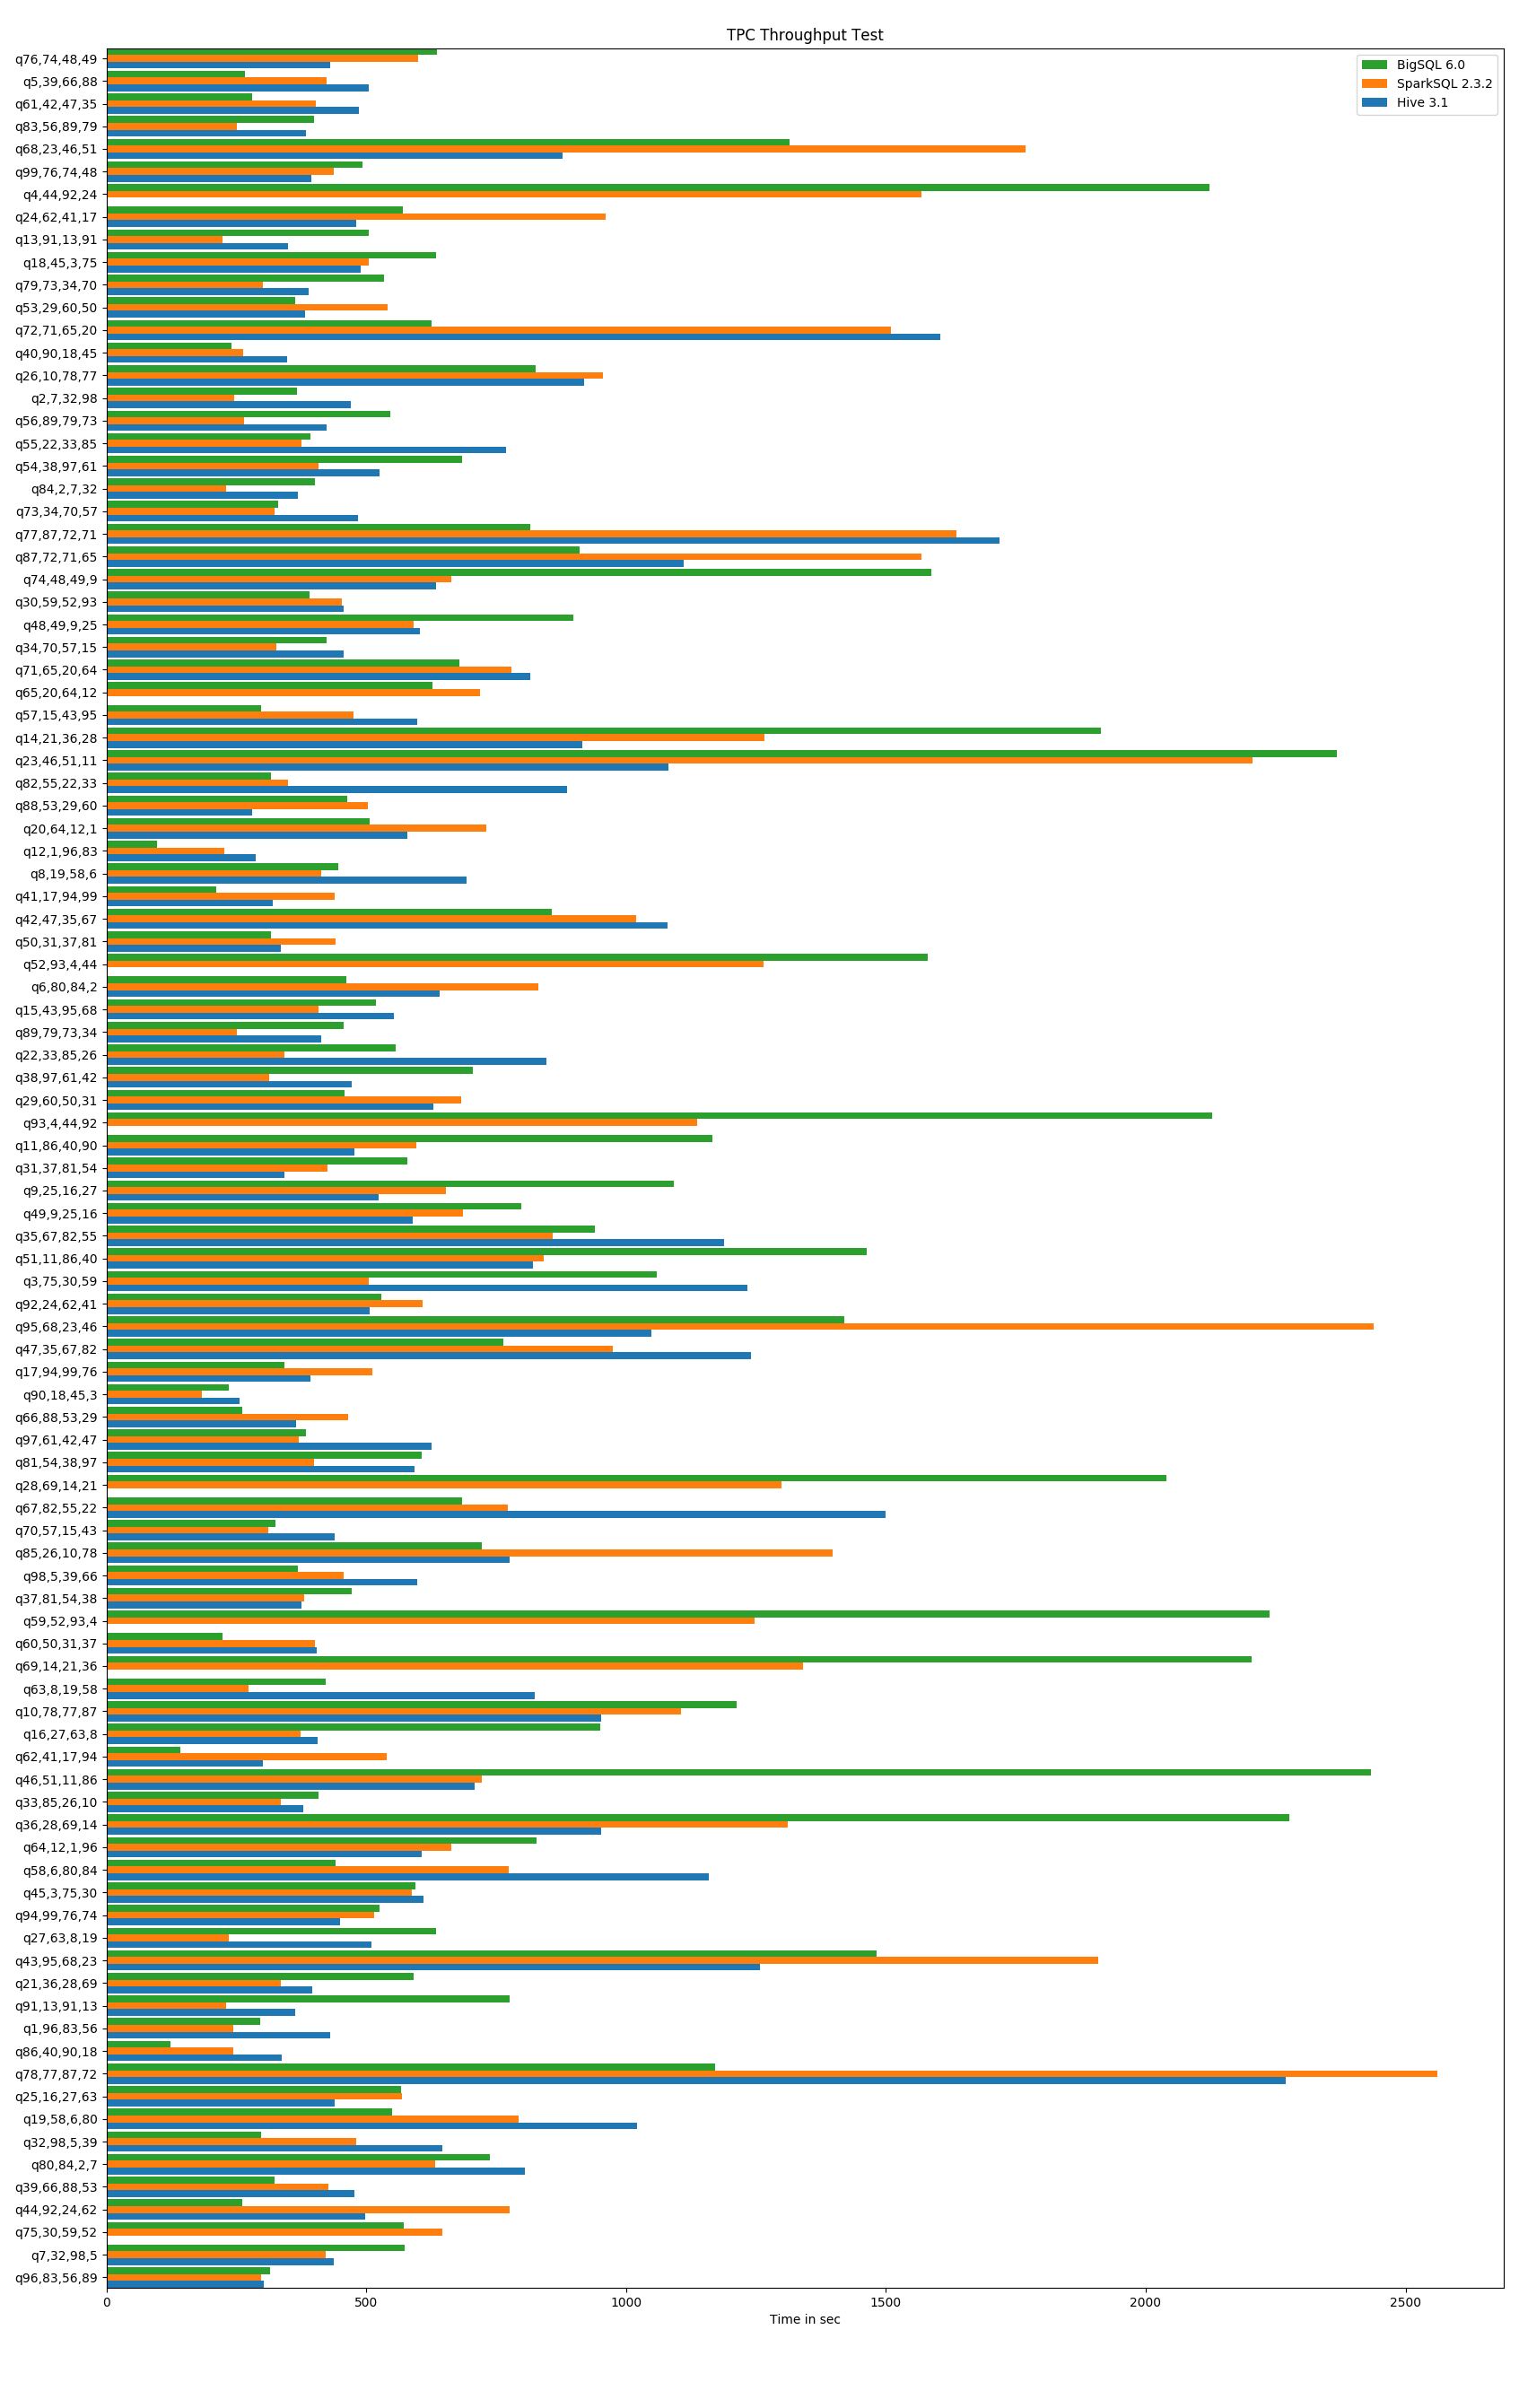 TPC Throughput Test
BigSQL 6.0
SparkSQL 2.3.2
Hive 3.1
q76,74,48,49
q5,39,66,88
q61,42,47,35
q83,56,89,79
q68,23,46,51
q99,76,74,48
q4,44,92,24
q24,62,41,17
q13,91,13,91
q18,45,3,75
q79,73,34,70
q53,29,60,50
q72,71,65,20
q40,90,18,45
q26,10,78,77
q2,7,32,98
q56,89,79,73
q55,22,33,85
q54,38,97,61
q84,2,7,32
q73,34,70,57
q77,87,72,71
q87,72,71,65
q74,48,49,9
q30,59,52,93
q48,49,9,25
q34,70,57,15
q71,65,20,64
q65,20,64,12
q57,15,43,95
q14,21,36,28
q23,46,51,11
q82,55,22,33
q88,53,29,60
q20,64,12,1
q12,1,96,83
q8,19,58,6
q41,17,94,99
q42,47,35,67
q50,31,37,81
q52,93,4,44
q6,80,84,2
q15,43,95,68
q89,79,73,34
q22,33,85,26
q38,97,61,42
q29,60,50,31
q93,4,44,92
q11,86,40,90
q31,37,81,54
q9,25,16,27
q49,9,25,16
q35,67,82,55
q51,11,86,40
q3,75,30,59
q92,24,62,41
q95,68,23,46
q47,35,67,82
q17,94,99,76
q90,18,45,3
q66,88,53,29
q97,61,42,47
q81,54,38,97
q28,69,14,21
q67,82,55,22
q70,57,15,43
q85,26,10,78
q98,5,39,66
q37,81,54,38
q59,52,93,4
q60,50,31,37
q69,14,21,36
q63,8,19,58
q10,78,77,87
q16,27,63,8
q62,41,17,94
q46,51,11,86
q33,85,26,10
q36,28,69,14
q64,12,1,96
q58,6,80,84
q45,3,75,30
q94,99,76,74
q27,63,8,19
q43,95,68,23
q21,36,28,69
q91,13,91,13
q1,96,83,56
q86,40,90,18
q78,77,87,72
q25,16,27,63
q19,58,6,80
q32,98,5,39
q80,84,2,7
q39,66,88,53
q44,92,24,62
q75,30,59,52
q7,32,98,5
q96,83,56,89
0 500 1000 1500 2000 2500
Time in sec